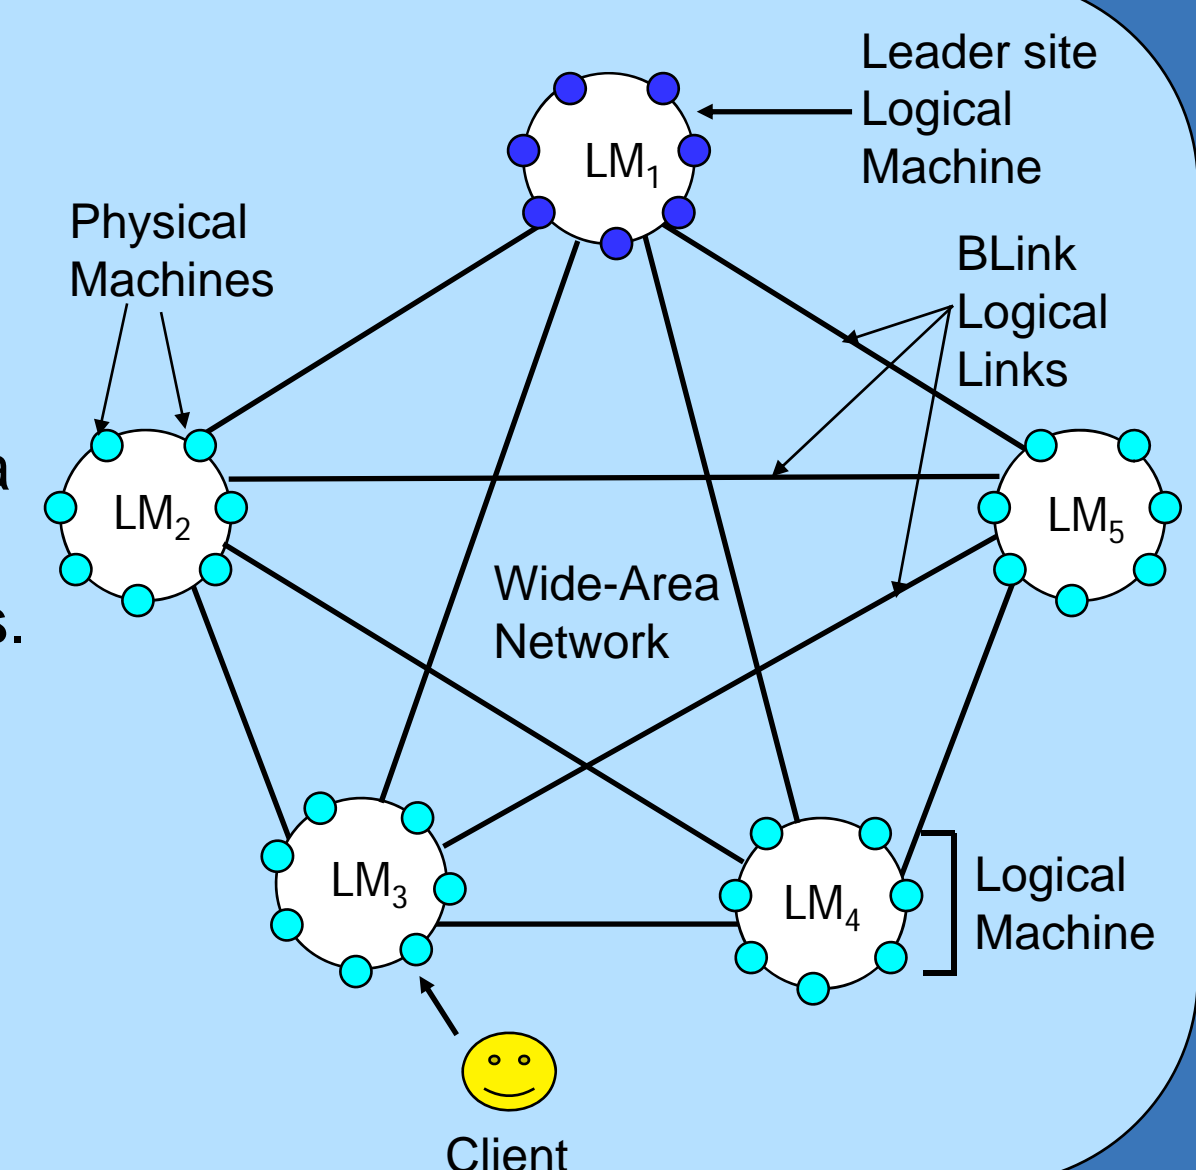 Leader site
Logical
Machine
LM₁
Physical
Machines
BLink
Logical
Links
a
LM₂
LM₅
Wide-Area
Network
s.
LM₃
LM₄
Logical
Machine
Client